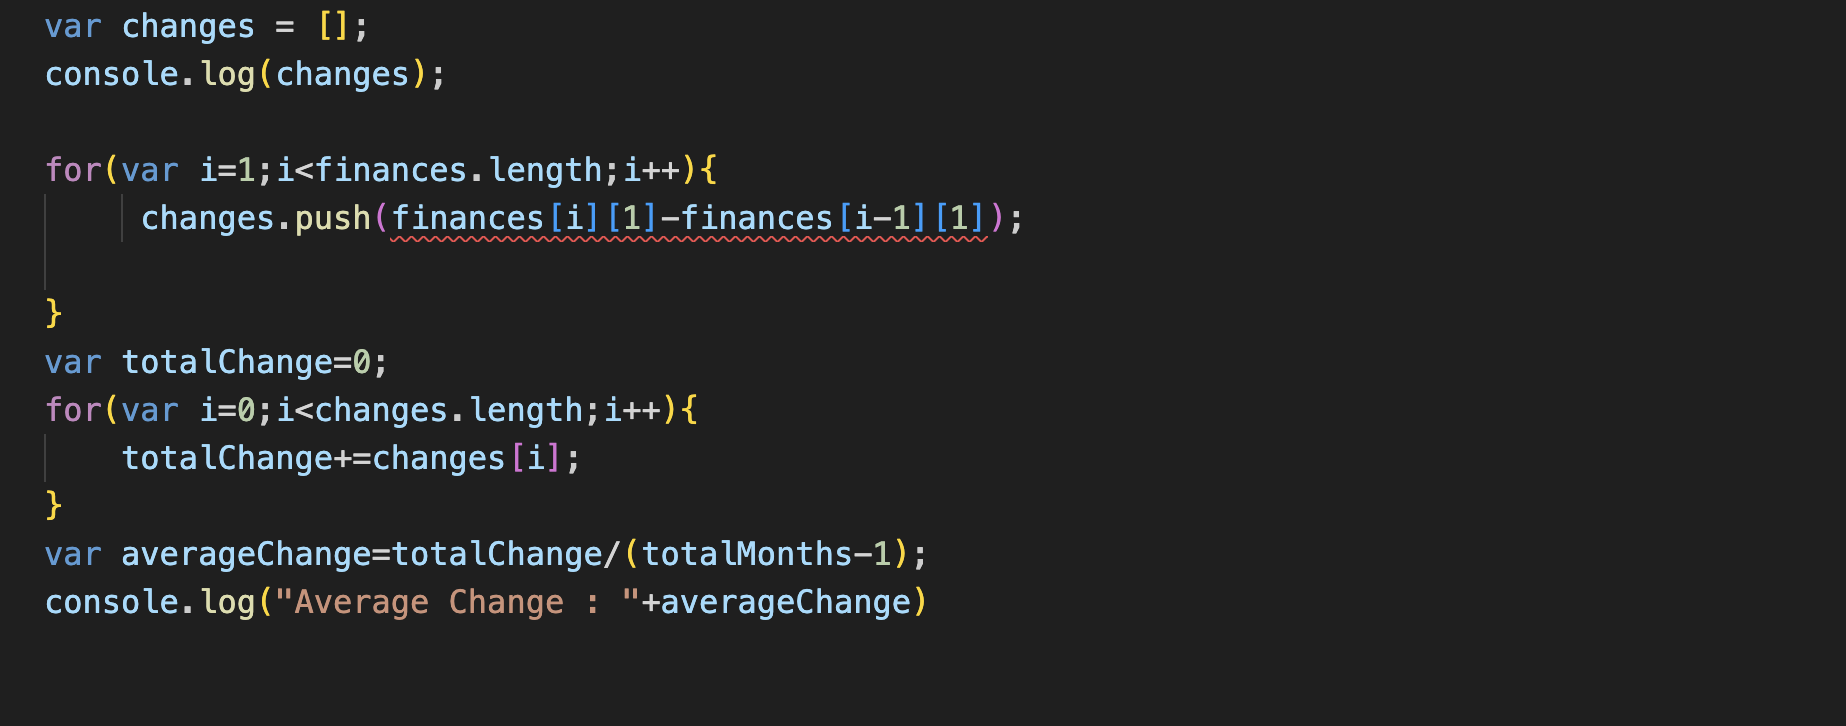 var changes = [];
console.log(changes);
for(var i=1;i<finances.length;i++){
changes.push(finances[i][1]-finances[i-1][1]);
}
var totalChange=0;
for(var i=0;i<changes.length;i++){
totalChange+=changes[i];
}
var averageChange=totalChange/(totalMonths-1);
console.log("Average Change : "+averageChange)